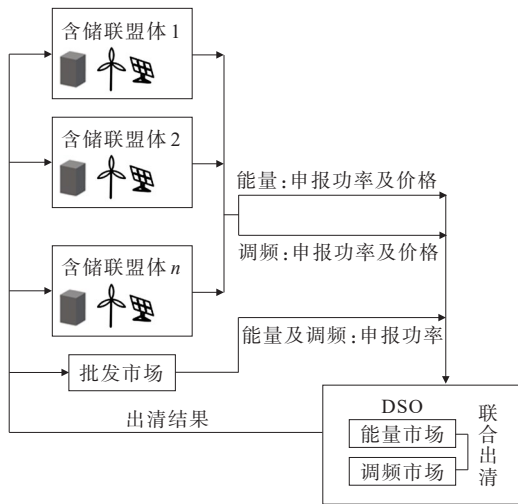 含储联盟体1
含储联盟体2
能量:申报功率及价格
调频:申报功率及价格
含储联盟体n
能量及调频:申报功率
批发市场
出清结果
DSO
能量市场
调频市场
联合出清